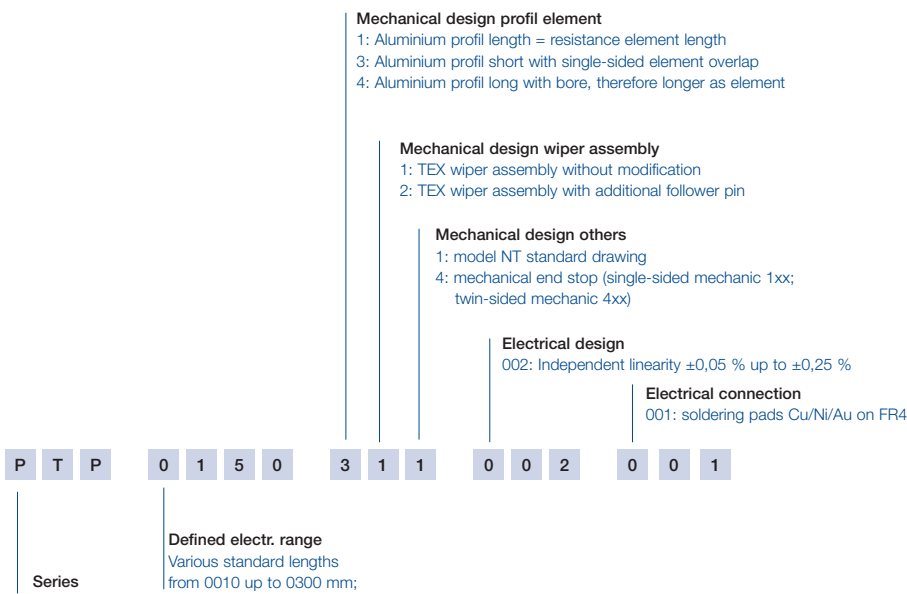 Mechanical design profil element
1: Aluminium profil length = resistance element length
3: Aluminium profil short with single-sided element overlap
4: Aluminium profil long with bore, therefore longer as element
Mechanical design wiper assembly
1: TEX wiper assembly without modification
2: TEX wiper assembly with additional follower pin
Mechanical design others
1: model NT standard drawing
4: mechanical end stop (single-sided mechanic 1xx;
twin-sided mechanic 4xx)
Electrical design
002: Independent linearity ±0,05 % up to ±0,25 %
Electrical connection
001: soldering pads Cu/Ni/Au on FR4
P T P 0 1 5 0 3 1 1 0 0 2 0 0 1
Defined electr. range
Various standard lengths
from 0010 up to 0300 mm;
Series